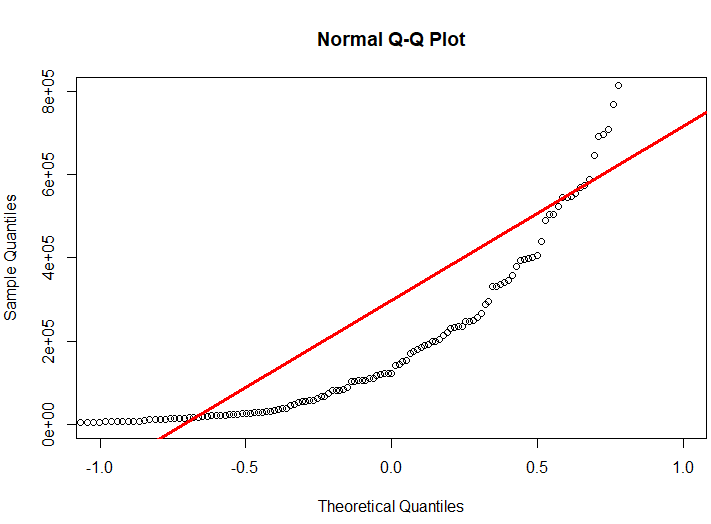 Normal Q-Q Plot
8e+05
6e+05
4e+05
2e+05
0e+00
Sample Quantiles
-1.0 -0.5 0.0 0.5 1.0
Theoretical Quantiles